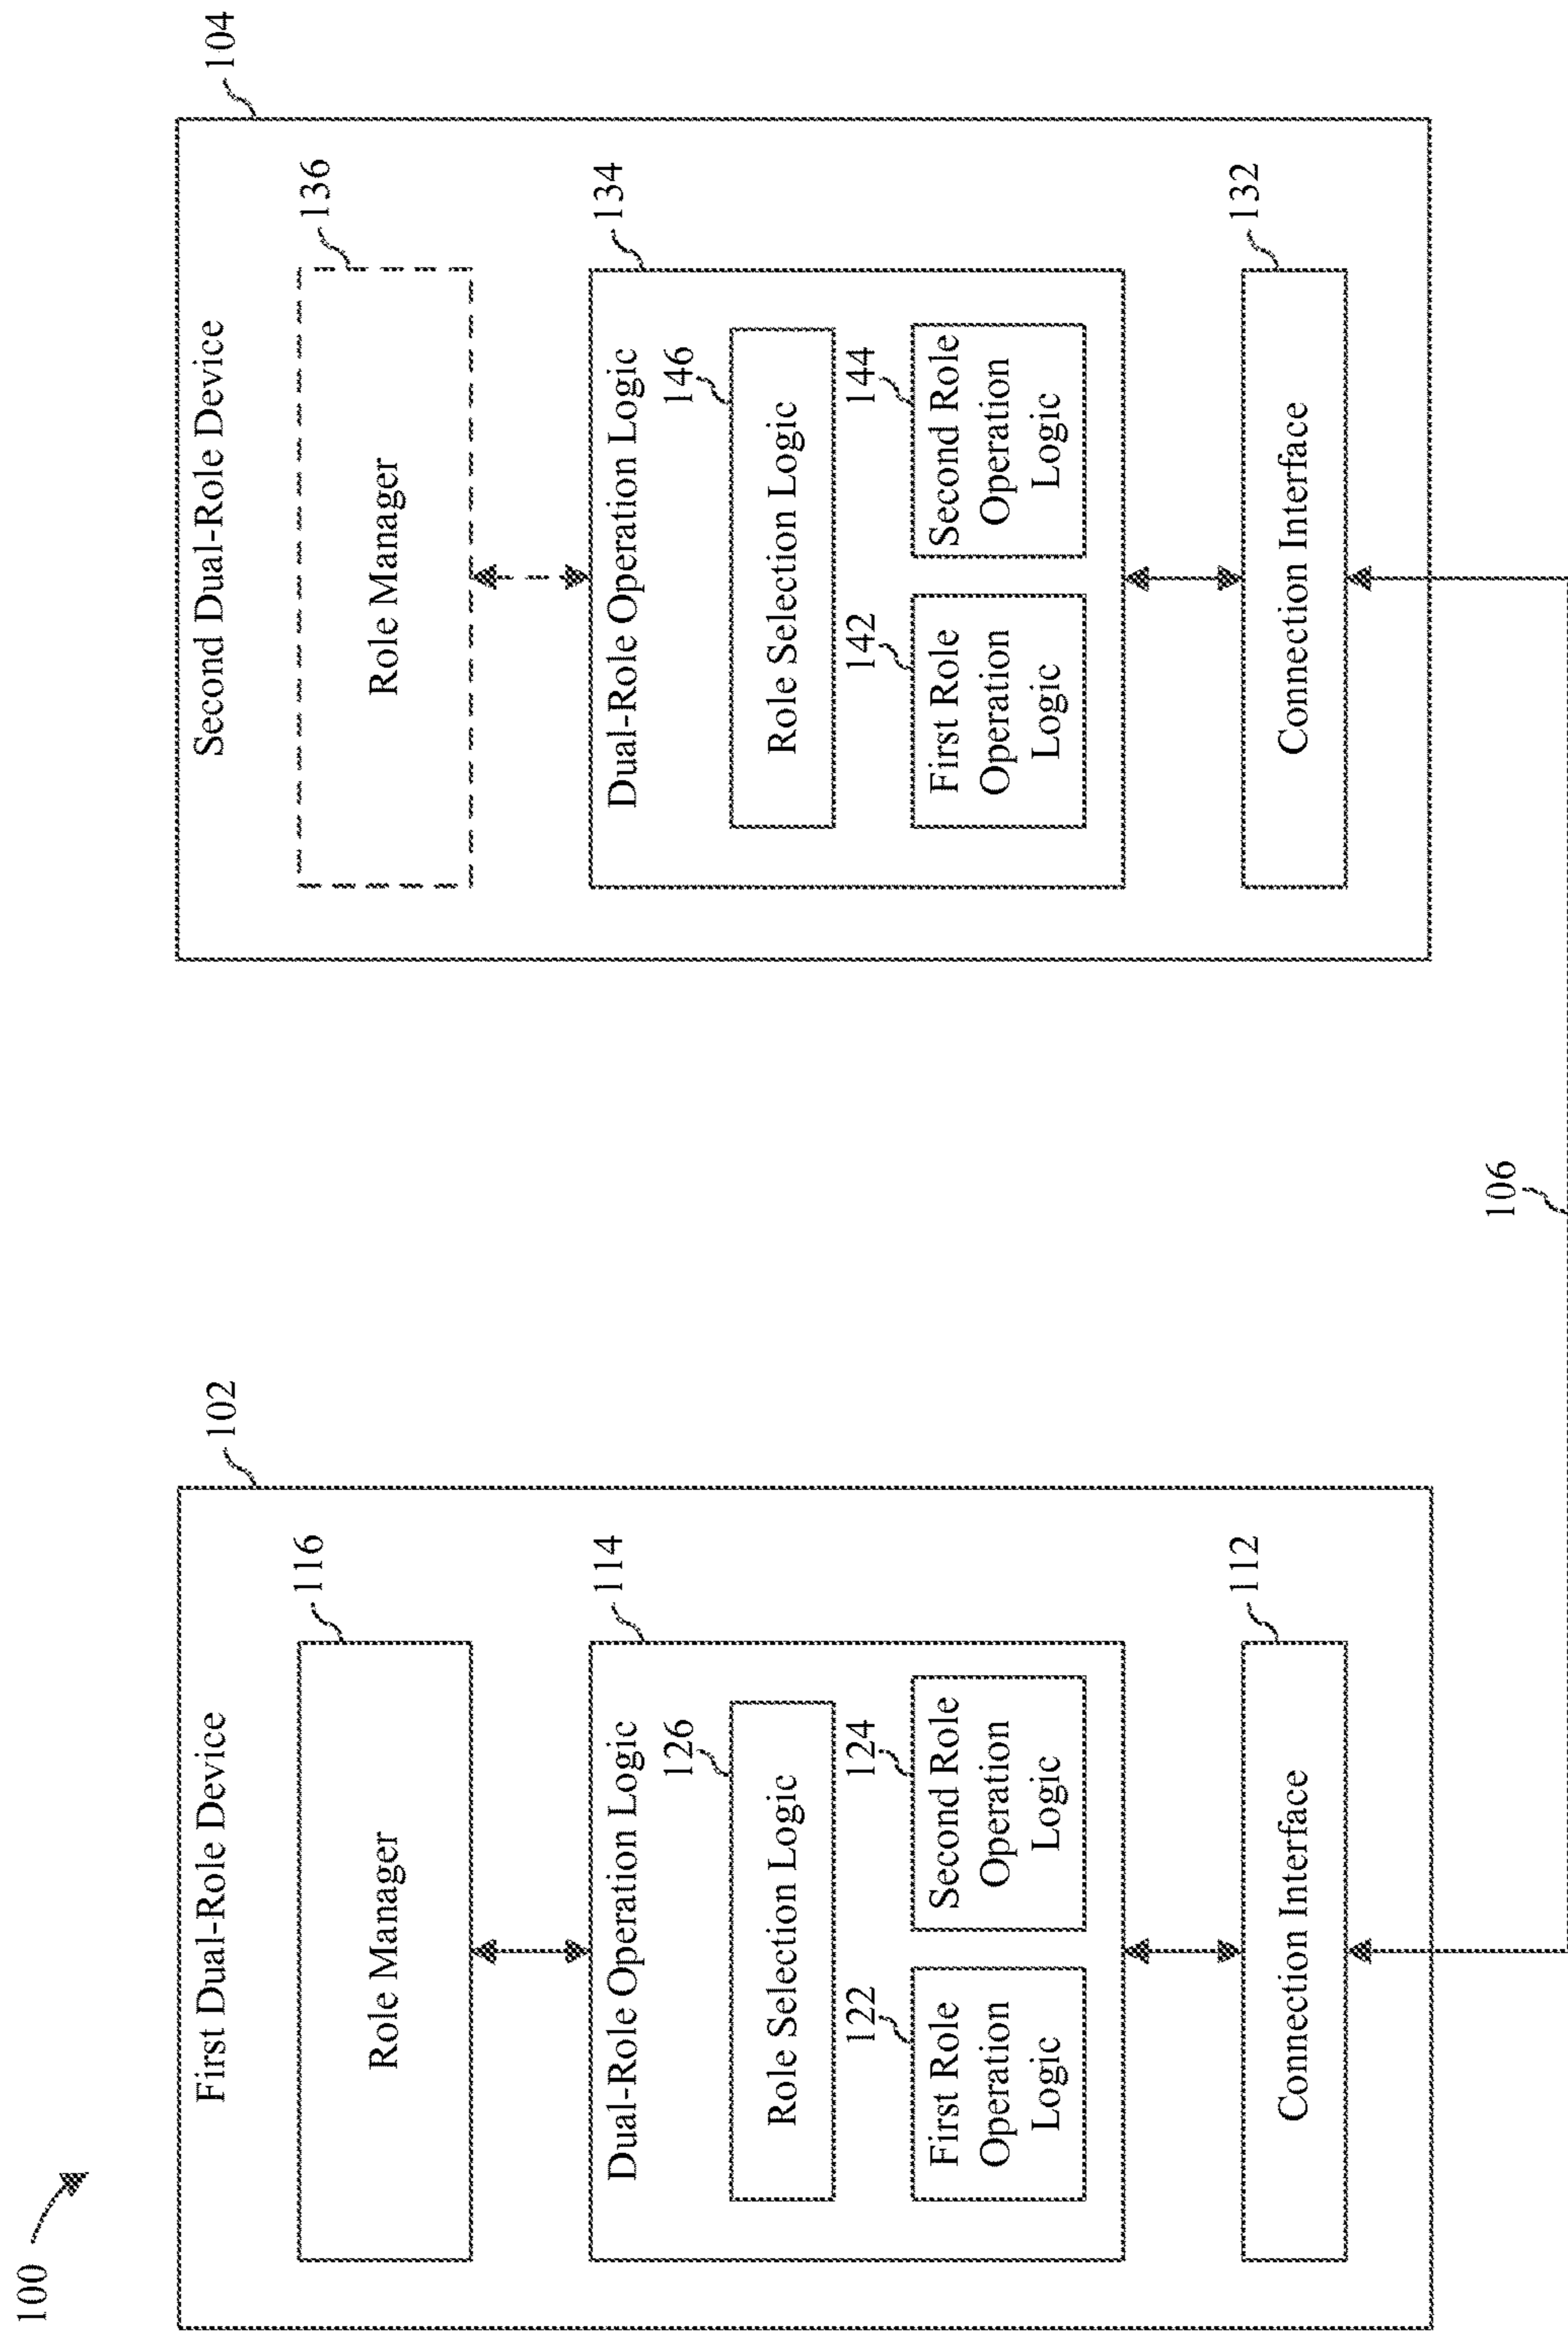 100
First Dual-Role Device
102
Role Manager
116
Dual-Role Operation Logic
114
Role Selection Logic
126
First Role
Operation
Logic
122
Second Role
Operation
Logic
124
Connection Interface
112
106
Second Dual-Role Device
104
Role Manager
136
Dual-Role Operation Logic
134
Role Selection Logic
146
First Role
Operation
Logic
142
Second Role
Operation
Logic
144
Connection Interface
132